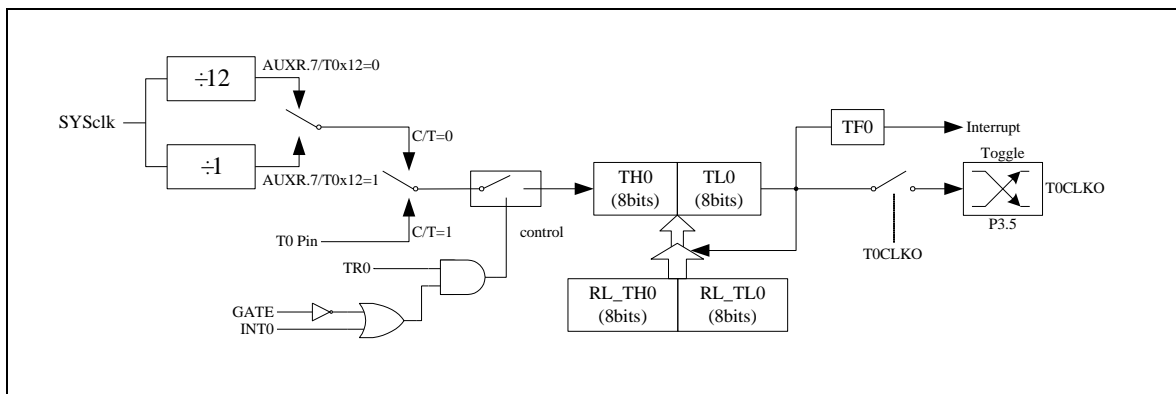 AUXR.7/T0x12=0
÷12
SYSclk
C/T=0
÷1
AUXR.7/T0x12=1
T0 Pin
C/T=1
control
TR0
GATE
INT0
TH0
(8bits)
TL0
(8bits)
RL_TH0
(8bits)
RL_TL0
(8bits)
TF0
Interrupt
Toggle
T0CLKO
P3.5
T0CLKO